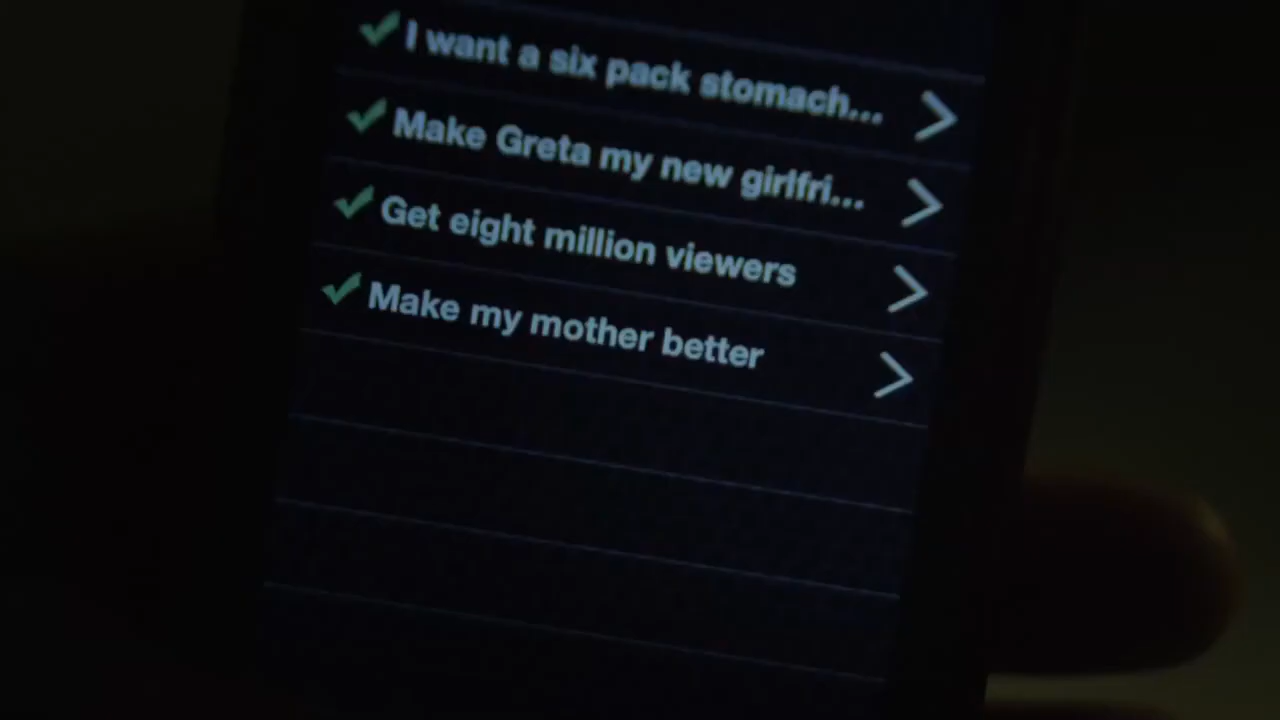 I want a six pack stomach...
Make Greta my new girlfri...
Get eight million viewers
Make my mother better